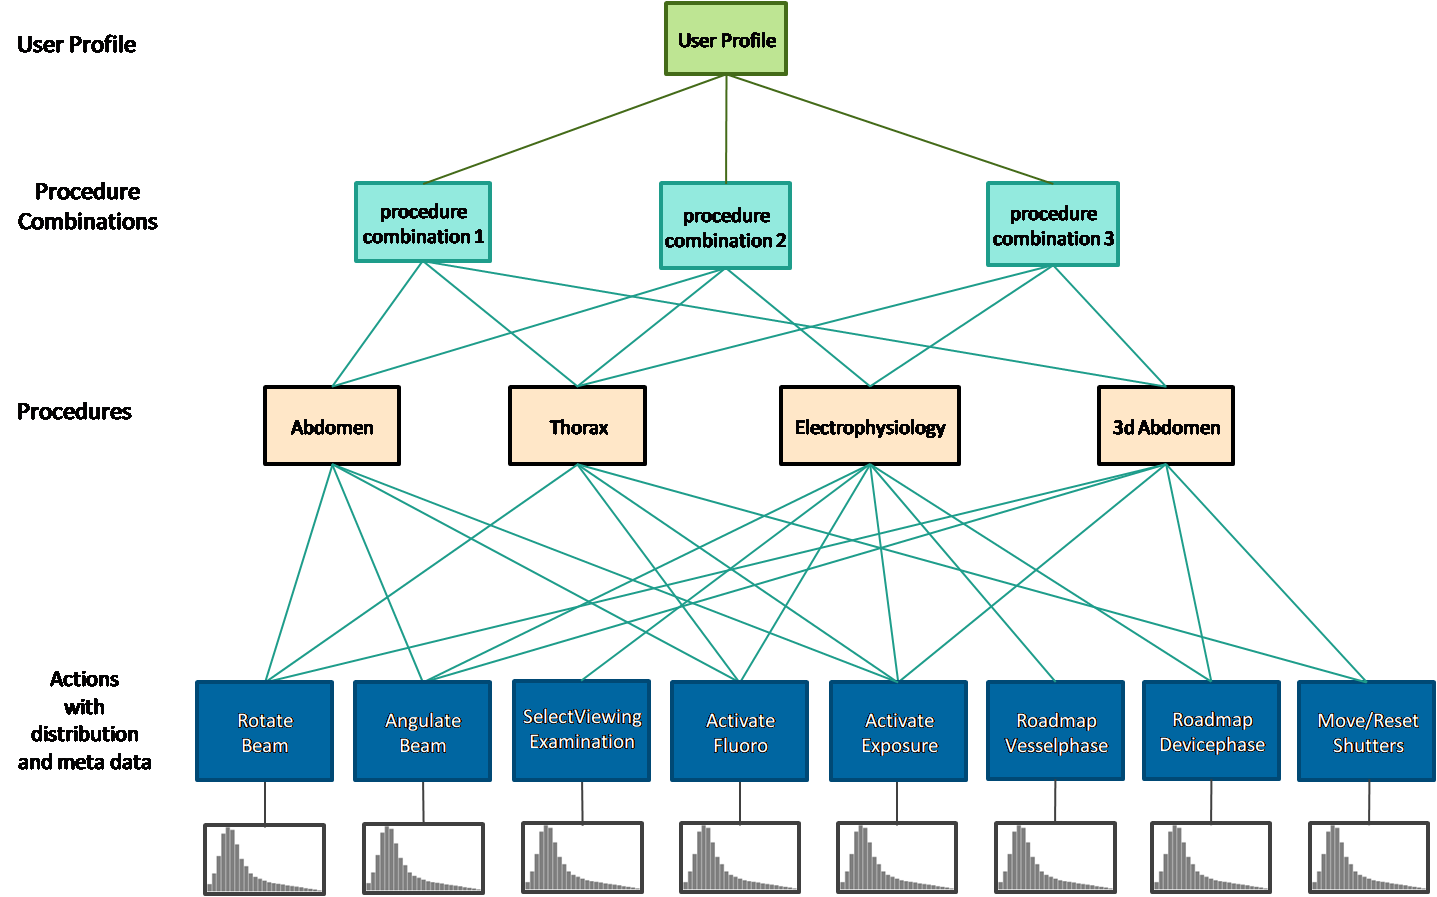 User Profile
User Profile
Procedure
Combinations
procedure
combination 1
procedure
combination 2
procedure
combination 3
Procedures
Abdomen
Thorax
Electrophysiology
3d Abdomen
Actions
with
distribution
and meta data
Rotate
Beam
Angulate
Beam
SelectViewing
Examination
Activate
Fluoro
Activate
Exposure
Roadmap
Vesselphase
Roadmap
Devicephase
Move/Reset
Shutters